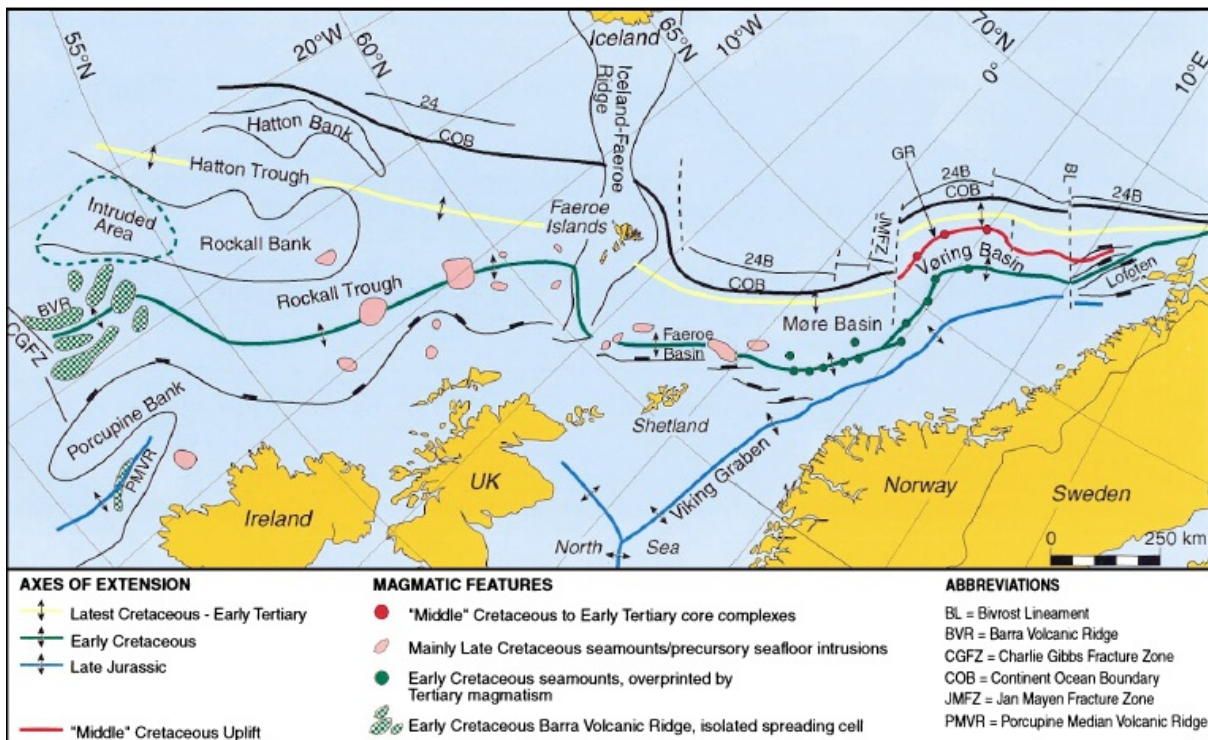 55°N
20°W
60°N
Iceland
65°N
10°W
70°N
0°
10°E
24
Hatton Bank
COB
Iceland-Faeroe
Ridge
GR
24B
COB
BL
24B
Hatton Trough
Intruded
Area
Rockall Bank
Faeroe
Islands
24B
JMFZ
Vøring Basin
Lofoten
BVR
Rockall Trough
COB
CGFZ
Møre Basin
Faeroe
Basin
Porcupine Bank
Shetland
PMVR
Viking Graben
UK
Norway
Sweden
Ireland
North Sea
0 250 km
AXES OF EXTENSION
Latest Cretaceous - Early Tertiary
Early Cretaceous
Late Jurassic
"Middle" Cretaceous Uplift
MAGMATIC FEATURES
"Middle" Cretaceous to Early Tertiary core complexes
Mainly Late Cretaceous seamounts/precursory seafloor intrusions
Early Cretaceous seamounts, overprinted by
Tertiary magmatism
Early Cretaceous Barra Volcanic Ridge, isolated spreading cell
ABBREVIATIONS
BL = Bivrost Lineament
BVR = Barra Volcanic Ridge
CGFZ = Charlie Gibbs Fracture Zone
COB = Continent Ocean Boundary
JMFZ = Jan Mayen Fracture Zone
PMVR = Porcupine Median Volcanic Ridge